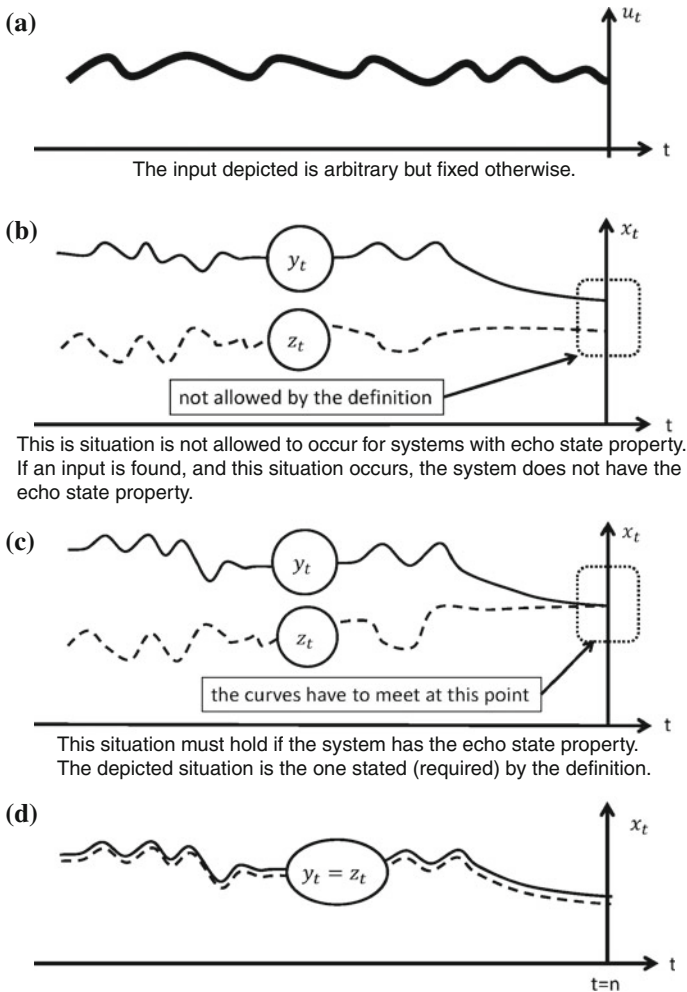 (a)
u_t
t
The input depicted is arbitrary but fixed otherwise.
(b)
x_t
y_t
z_t
not allowed by the definition
t
This is situation is not allowed to occur for systems with echo state property.
If an input is found, and this situation occurs, the system does not have the
echo state property.
(c)
x_t
y_t
z_t
the curves have to meet at this point
t
This situation must hold if the system has the echo state property.
The depicted situation is the one stated (required) by the definition.
(d)
x_t
y_t = z_t
t
t=n